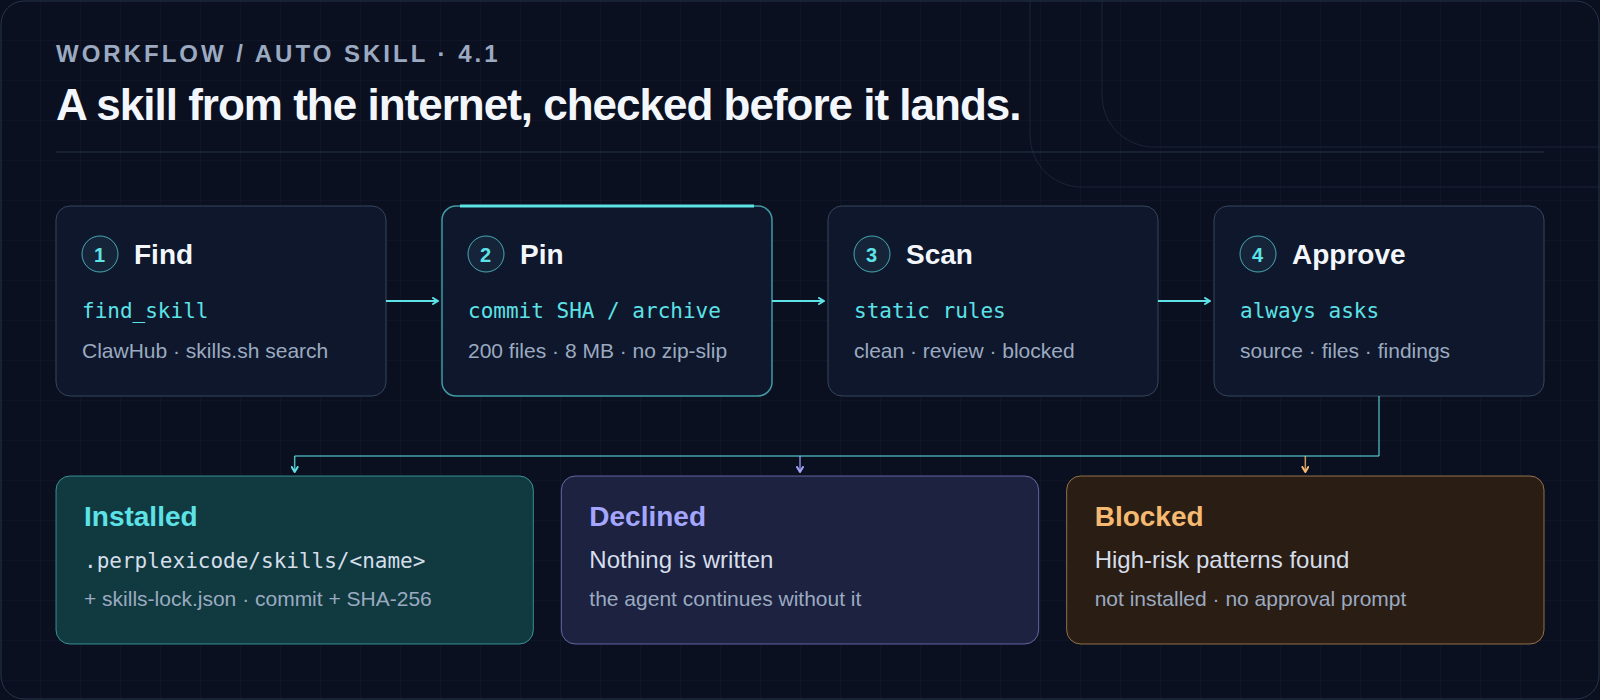 WORKFLOW / AUTO SKILL · 4.1
A skill from the internet, checked before it lands.
1 Find
find_skill
ClawHub · skills.sh search
2 Pin
commit SHA / archive
200 files · 8 MB · no zip-slip
3 Scan
static rules
clean · review · blocked
4 Approve
always asks
source · files · findings
Installed
.perplexicode/skills/<name>
+ skills-lock.json · commit + SHA-256
Declined
Nothing is written
the agent continues without it
Blocked
High-risk patterns found
not installed · no approval prompt